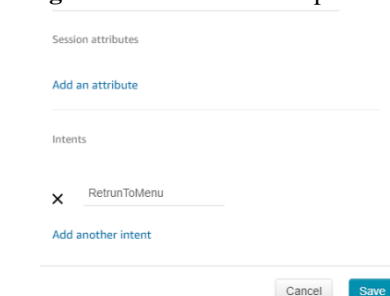 Session attributes
Add an attribute
Intents
RetrunToMenu
Add another intent
Cancel Save